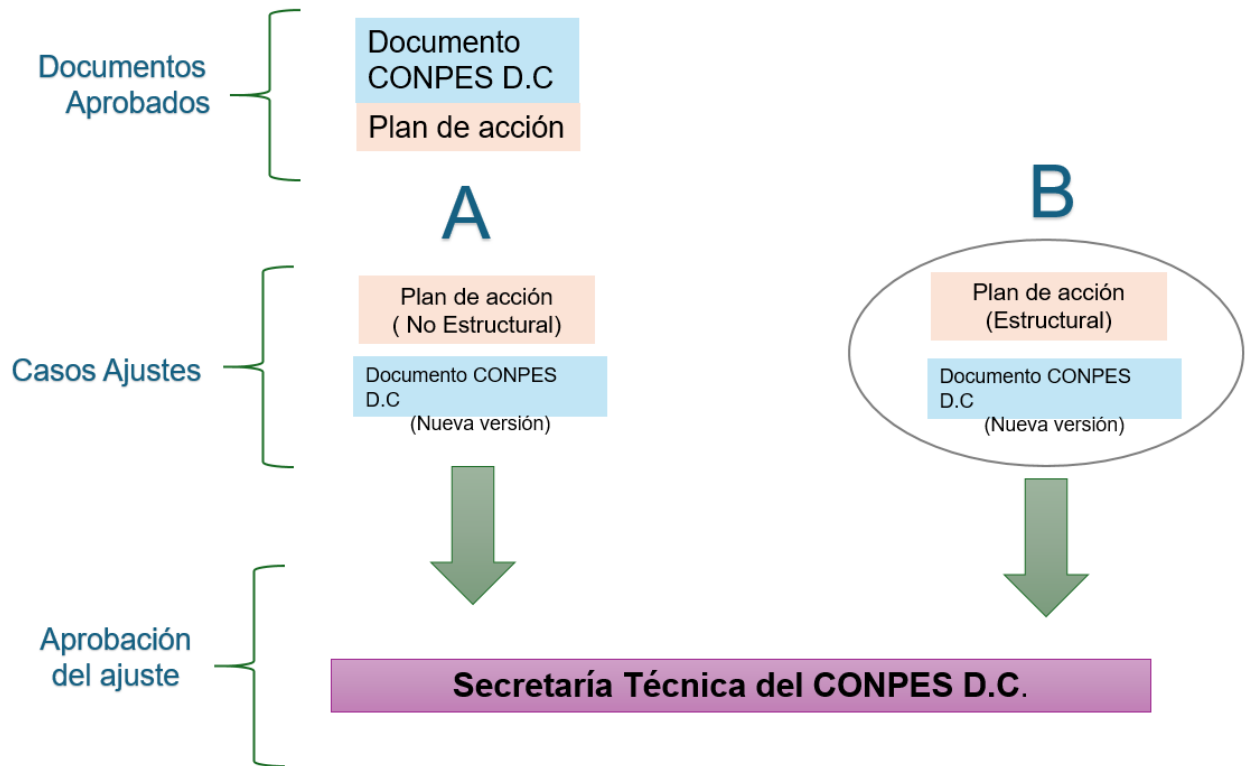 Documentos
Aprobados
Documento
CONPES D.C
Plan de acción
A
B
Casos Ajustes
Plan de acción
( No Estructural)
Documento CONPES
D.C
(Nueva versión)
Plan de acción
(Estructural)
Documento CONPES
D.C
(Nueva versión)
Aprobación
del ajuste
Secretaría Técnica del CONPES D.C.